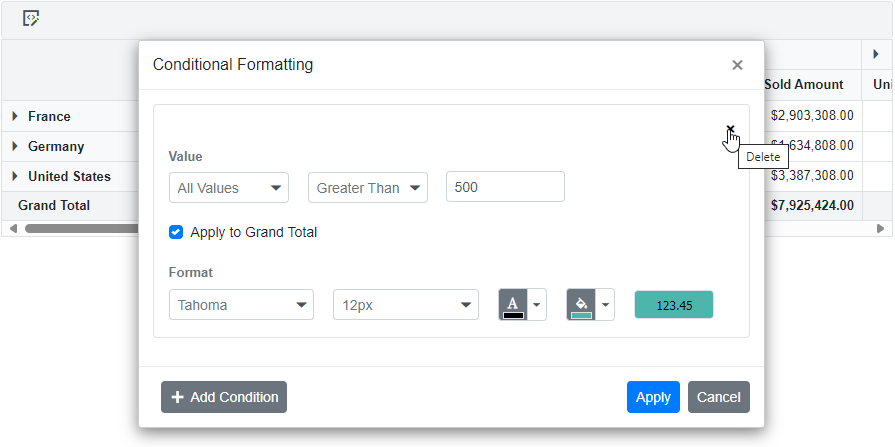 Conditional Formatting
Sold Amount
Uni
France
$2,903,308.00
Germany
$1,634,808.00
Delete
United States
$3,387,308.00
Grand Total
$7,925,424.00
Value
All Values
Greater Than
500
Apply to Grand Total
Format
Tahoma
12px
A
123.45
Add Condition
Apply
Cancel